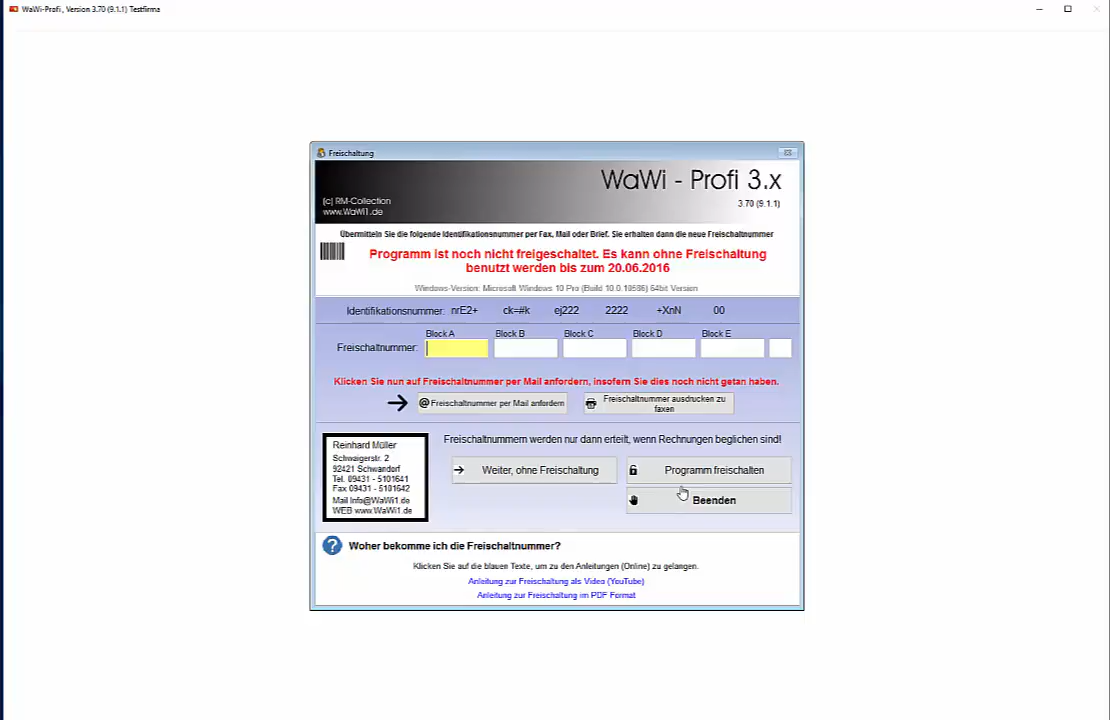 WaWi-Profi, Version 3.70 (9.1.1) Testfirma
Freischaltung
WaWi - Profi 3.x
3.70 (9.1.1)
(c) RM-Collection
www.WaWi1.de
Übermitteln Sie die folgende Identifikationsnummer per Fax, Mail oder Brief. Sie erhalten dann die neue Freischaltnummer
Programm ist noch nicht freigeschaltet. Es kann ohne Freischaltung
benutzt werden bis zum 20.06.2016
Windows-Version: Microsoft Windows 10 Pro (Build 10.0.10586) 64bit Version
Identifikationsnummer: nrE2+ ck=#k ej222 2222 +XnN 00
Block A Block B Block C Block D Block E
Freischaltnummer:
Klicken Sie nun auf Freischaltnummer per Mail anfordern, insofern Sie dies noch nicht getan haben.
@Freischaltnummer per Mail anfordern
Freischaltnummer ausdrucken zu
faxen
Reinhard Müller
Schwaigerstr. 2
92421 Schwandorf
Tel. 09431 - 5101641
Fax 09431 - 5101642
Mail Info@WaWi1.de
WEB www.WaWi1.de
Freischaltnummern werden nur dann erteilt, wenn Rechnungen beglichen sind!
Weiter, ohne Freischaltung
Programm freischalten
Beenden
? Woher bekomme ich die Freischaltnummer?
Klicken Sie auf die blauen Texte, um zu den Anleitungen (Online) zu gelangen.
Anleitung zur Freischaltung als Video (YouTube)
Anleitung zur Freischaltung im PDF Format